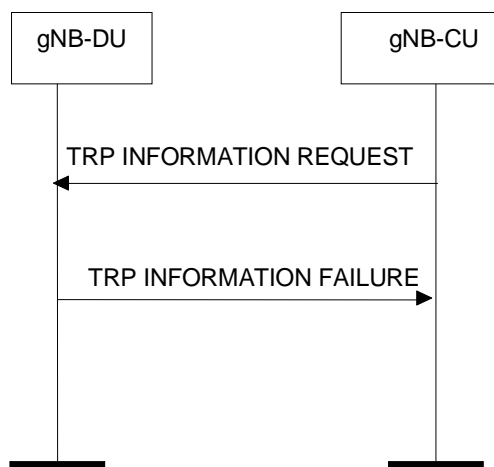 gNB-DU
gNB-CU
TRP INFORMATION REQUEST
TRP INFORMATION FAILURE